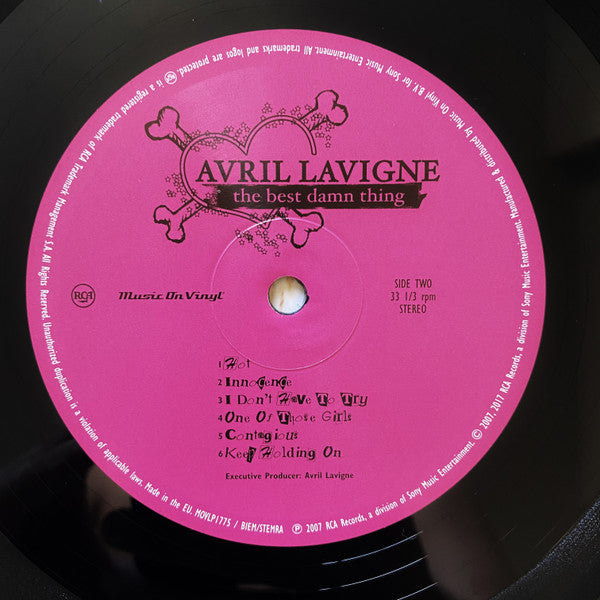 AVRIL LAVIGNE
the best damn thing
RCA
Music On Vinyl
SIDE TWO
33 1/3 rpm
STEREO
1 Hot
2 Innocence
3 I Don't Have To Try
4 One Of Those Girls
5 Contagious
6 Keep Holding On
Executive Producer: Avril Lavigne
℗ 2007 RCA Records, a division of Sony Music Entertainment. © 2007, 2017 RCA Records, a division of Sony Music Entertainment. Manufactured & distributed by Music On Vinyl B.V. for Sony Music Entertainment. All trademarks and logos are protected. RCA is a registered trademark of RCA Trademark Management S.A. All Rights Reserved. Unauthorized duplication is a violation of applicable laws. Made in the EU. MOVLP1775 / BIEM/STEMRA